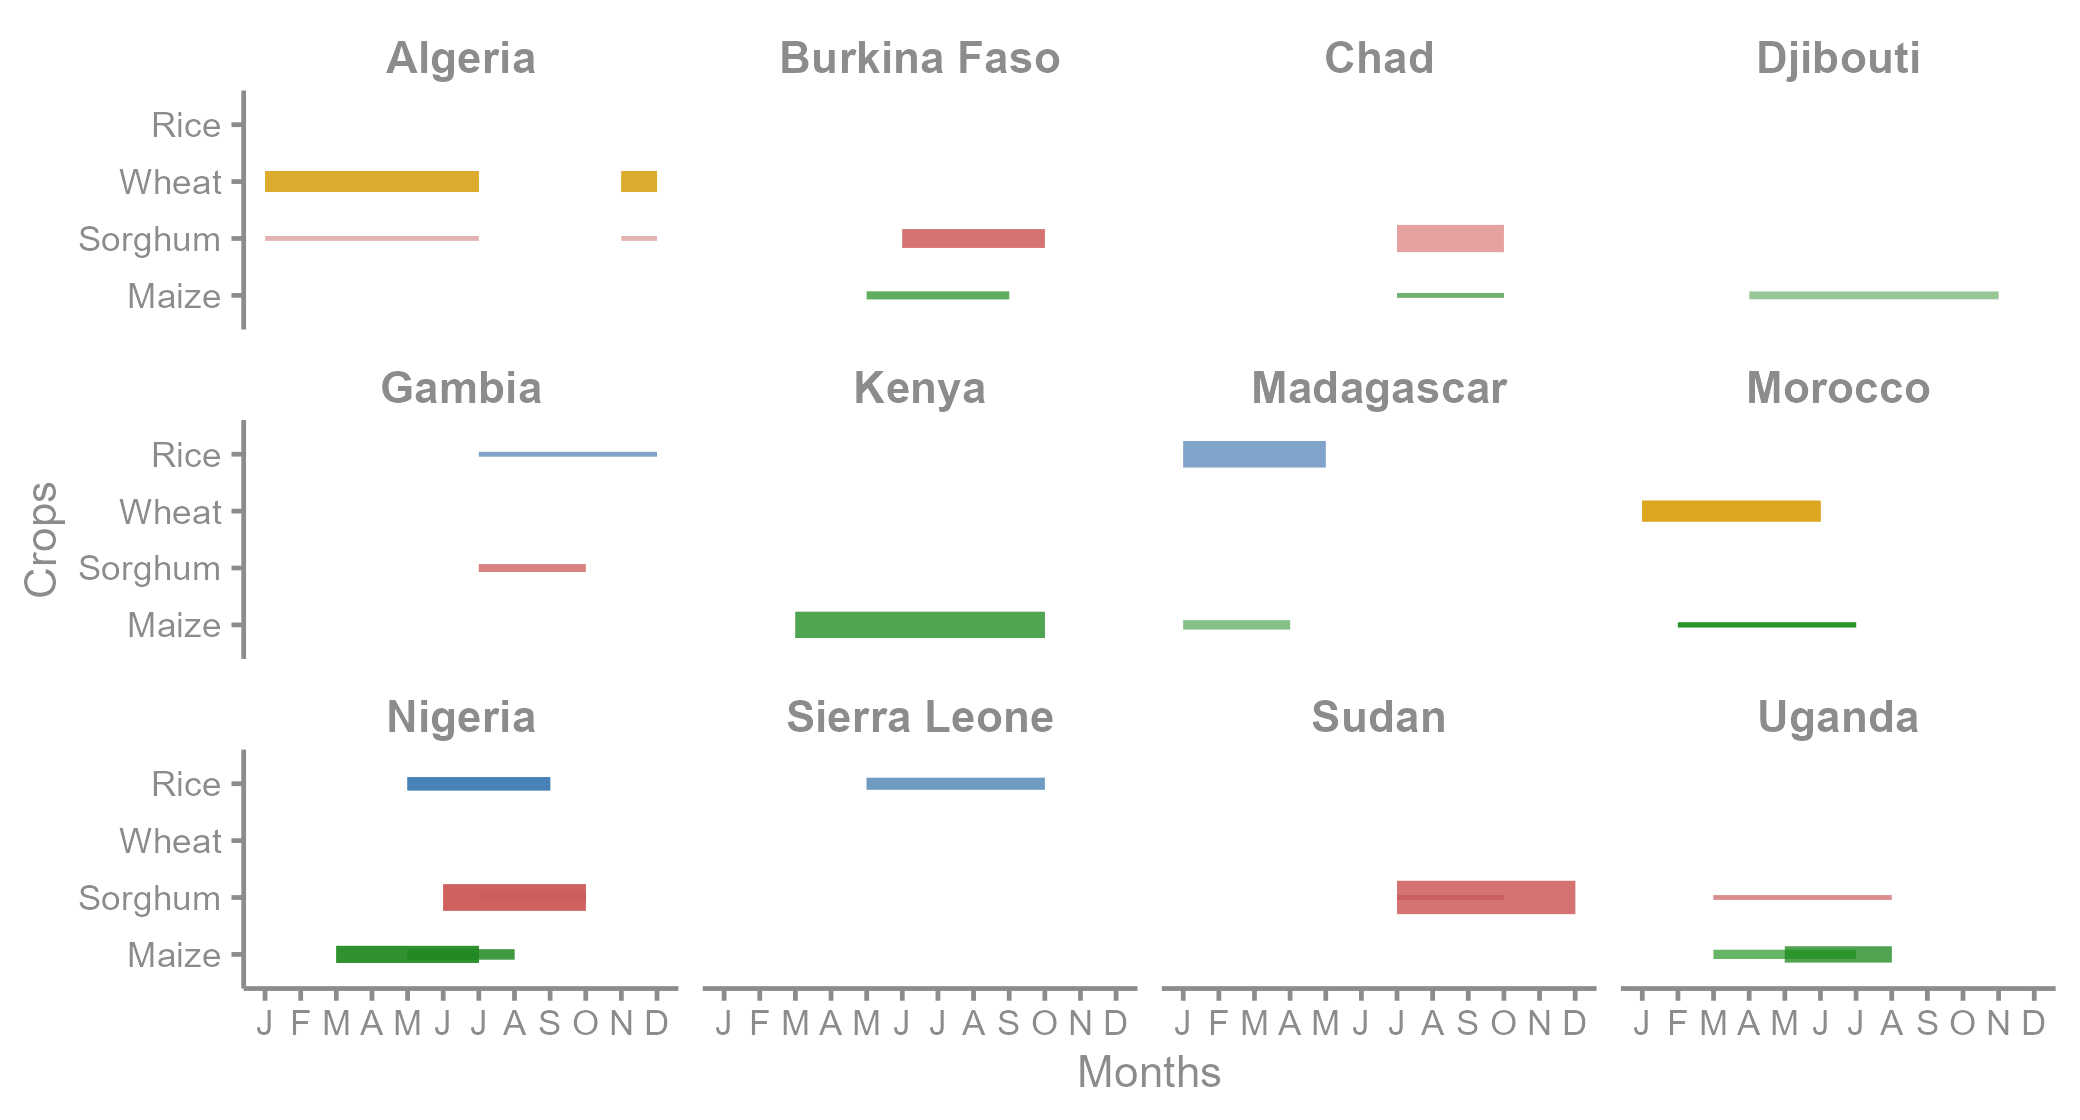 Algeria Burkina Faso Chad Djibouti
Rice
Wheat
Sorghum
Maize
Gambia Kenya Madagascar Morocco
Rice
Wheat
Sorghum
Maize
Crops
Nigeria Sierra Leone Sudan Uganda
Rice
Wheat
Sorghum
Maize
J F M A M J J A S O N D J F M A M J J A S O N D J F M A M J J A S O N D J F M A M J J A S O N D
Months